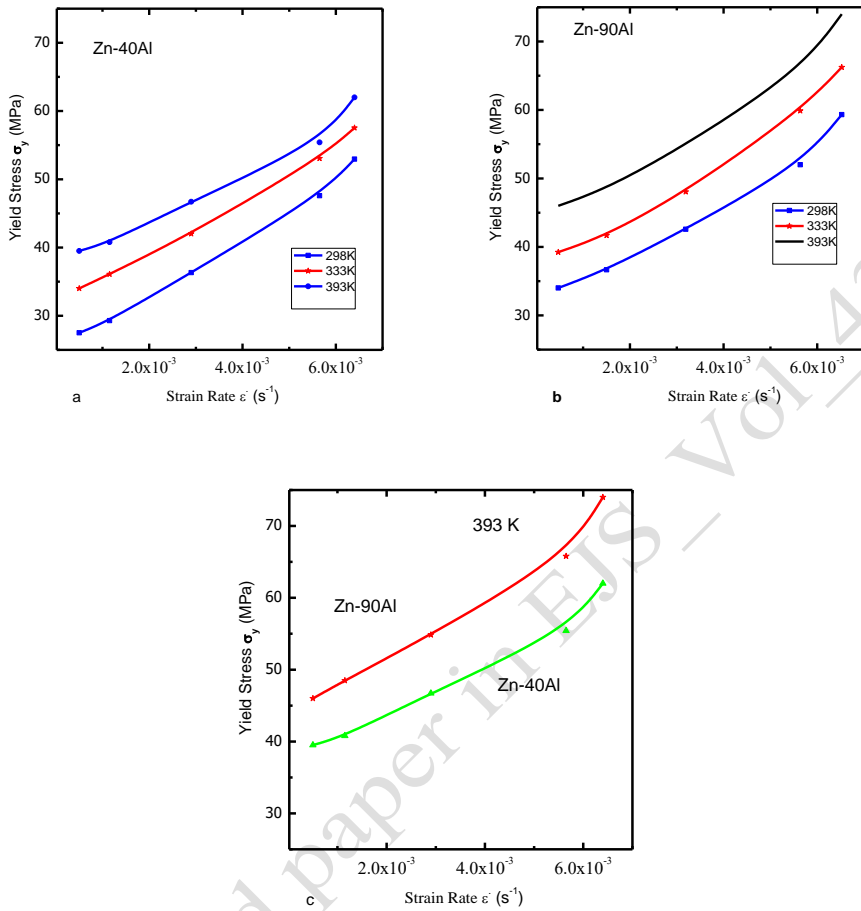 Zn-40Al
Yield Stress σy (MPa)
70
60
50
40
30
298K
333K
393K
2.0x10-3
4.0x10-3
6.0x10-3
a
Strain Rate ε· (s-1)
Zn-90Al
Yield Stress σy (MPa)
70
60
50
40
30
298K
333K
393K
2.0x10-3
4.0x10-3
6.0x10-3
b
Strain Rate ε· (s-1)
393 K
Zn-90Al
Zn-40Al
Yield Stress σy (MPa)
70
60
50
40
30
2.0x10-3
4.0x10-3
6.0x10-3
c
Strain Rate ε· (s-1)
paper in EJS_ Vol_